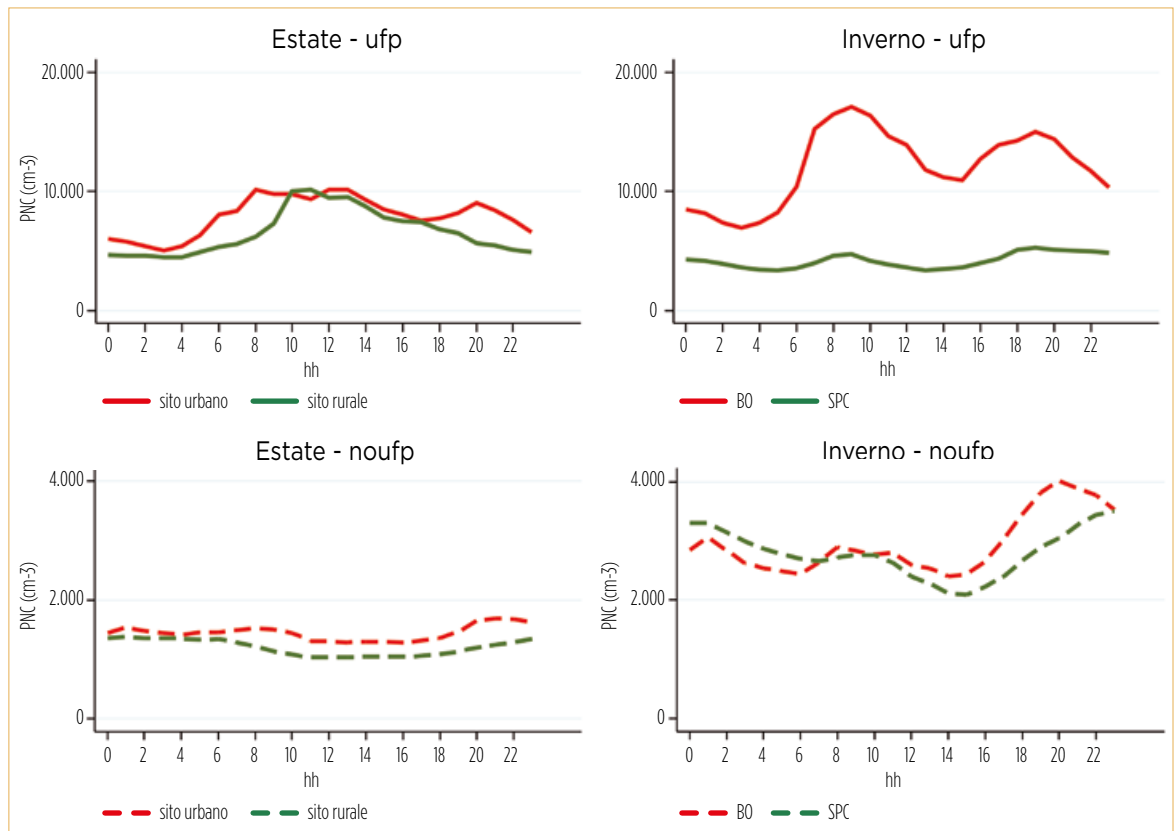 Estate - ufp
20.000
10.000
0
PNC (cm-3)
0 2 4 6 8 10 12 14 16 18 20 22
hh
sito urbano sito rurale
Inverno - ufp
20.000
10.000
0
0 2 4 6 8 10 12 14 16 18 20 22
hh
BO SPC
Estate - noufp
4.000
2.000
0
PNC (cm-3)
0 2 4 6 8 10 12 14 16 18 20 22
hh
sito urbano sito rurale
Inverno - noufp
4.000
2.000
0
PNC (cm-3)
0 2 4 6 8 10 12 14 16 18 20 22
hh
BO SPC